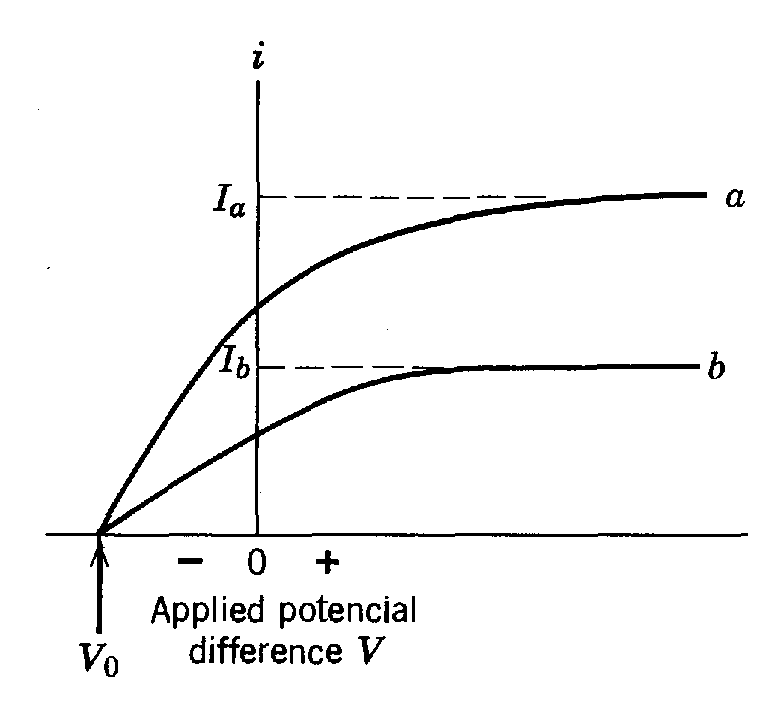 i
I_a
a
I_b
b
− 0 +
Applied potencial
difference V
V_0